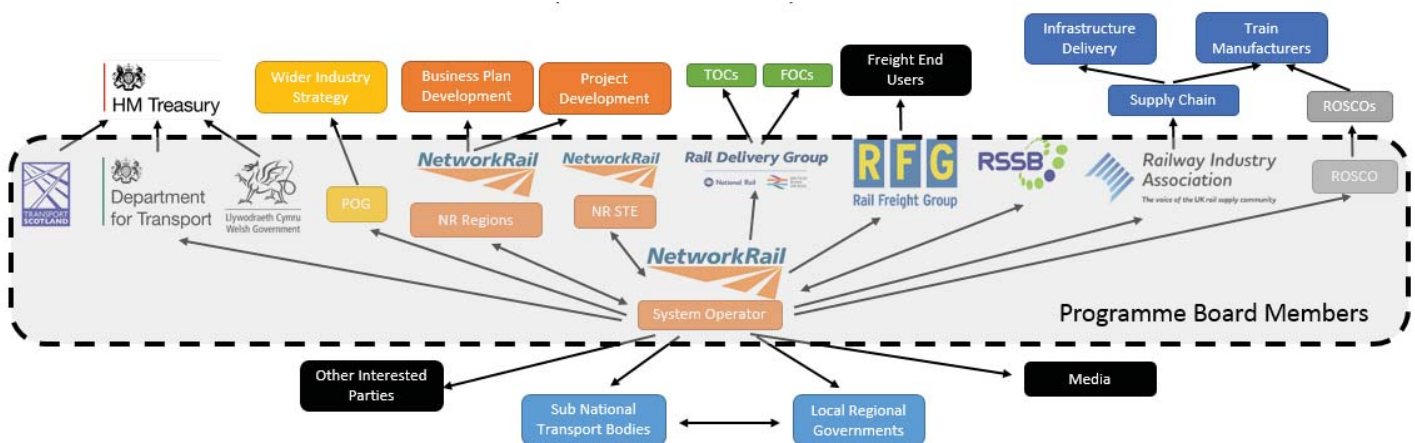 Infrastructure
Delivery
Train
Manufacturers
Wider Industry
Strategy
Business Plan
Development
Project
Development
TOCs
FOCs
Freight End
Users
HM Treasury
Supply Chain
ROSCOs
TRANSPORT
SCOTLAND
Department
for Transport
Llywodraeth Cymru
Welsh Government
POG
NetworkRail
NR Regions
NetworkRail
NR STE
Rail Delivery Group
National Rail
RFG
Rail Freight Group
RSSB
Railway Industry
Association
The voice of the UK rail supply community
ROSCO
NetworkRail
System Operator
Programme Board Members
Other Interested
Parties
Media
Sub National
Transport Bodies
Local Regional
Governments